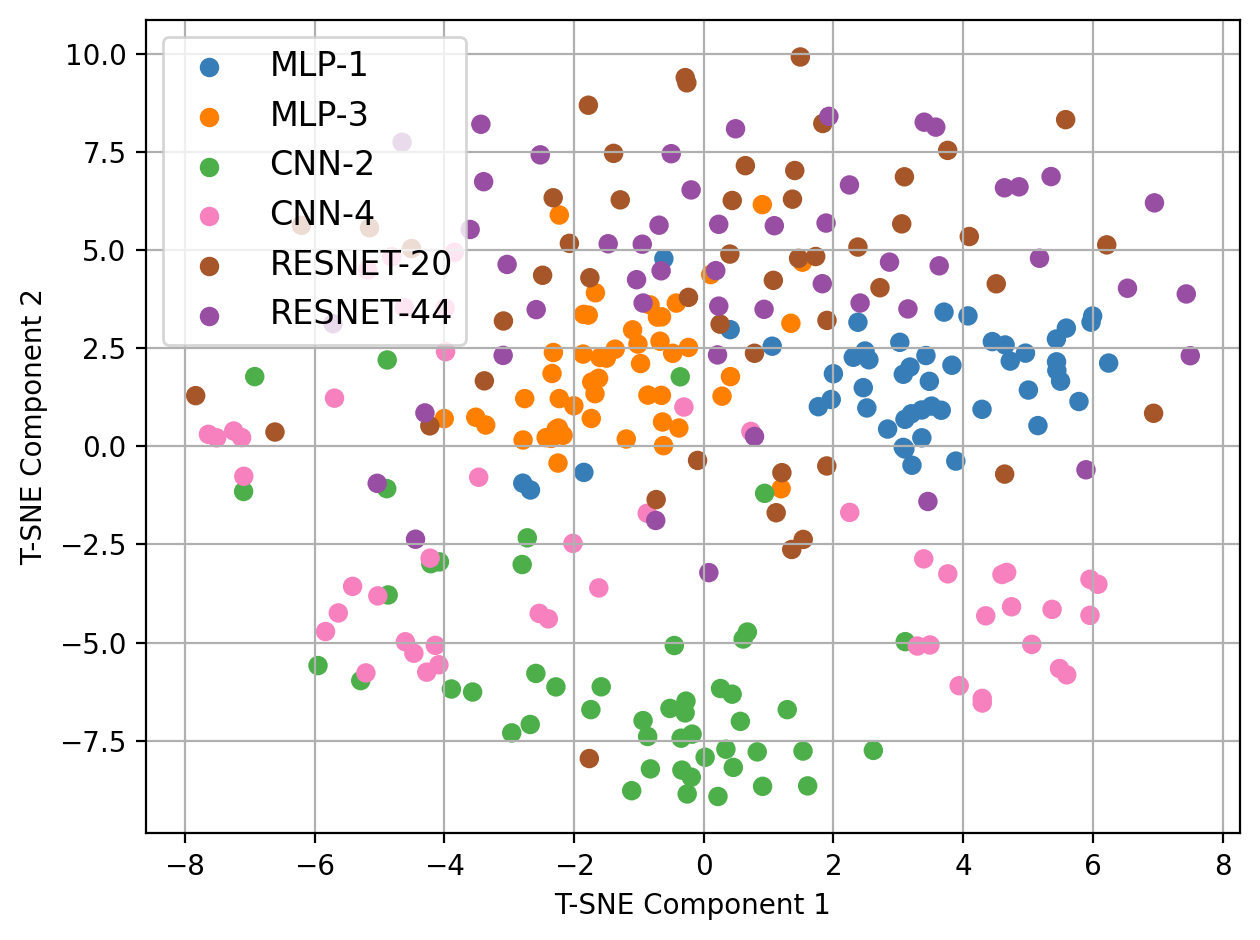 10.0
7.5
5.0
2.5
0.0
−2.5
−5.0
−7.5
T-SNE Component 2
MLP-1
MLP-3
CNN-2
CNN-4
RESNET-20
RESNET-44
−8 −6 −4 −2 0 2 4 6 8
T-SNE Component 1